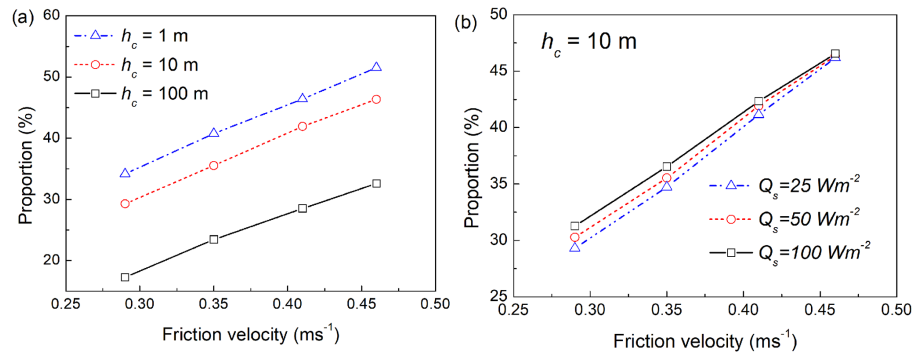 (a)
h_c = 1 m
h_c = 10 m
h_c = 100 m
60
50
40
30
20
0.25 0.30 0.35 0.40 0.45 0.50
Proportion (%)
Friction velocity (ms⁻¹)
(b)
h_c = 10 m
Q_s=25 Wm⁻²
Q_s=50 Wm⁻²
Q_s=100 Wm⁻²
50
45
40
35
30
25
0.25 0.30 0.35 0.40 0.45 0.50
Proportion (%)
Friction velocity (ms⁻¹)